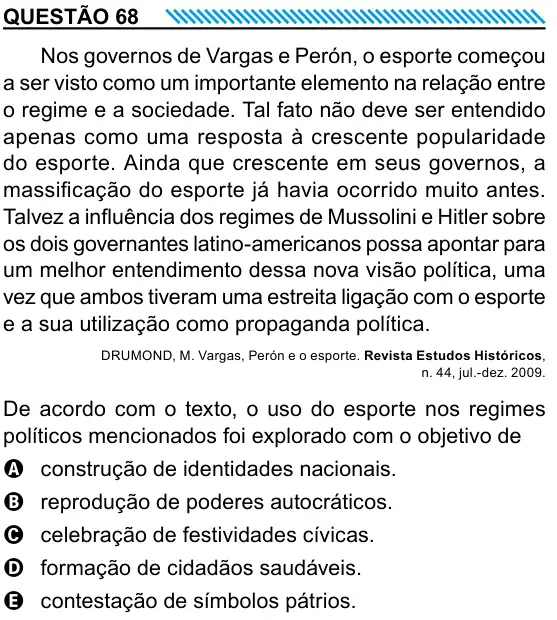 QUESTÃO 68
Nos governos de Vargas e Perón, o esporte começou
a ser visto como um importante elemento na relação entre
o regime e a sociedade. Tal fato não deve ser entendido
apenas como uma resposta à crescente popularidade
do esporte. Ainda que crescente em seus governos, a
massificação do esporte já havia ocorrido muito antes.
Talvez a influência dos regimes de Mussolini e Hitler sobre
os dois governantes latino-americanos possa apontar para
um melhor entendimento dessa nova visão política, uma
vez que ambos tiveram uma estreita ligação com o esporte
e a sua utilização como propaganda política.
DRUMOND, M. Vargas, Perón e o esporte. Revista Estudos Históricos,
n. 44, jul.-dez. 2009.
De acordo com o texto, o uso do esporte nos regimes
políticos mencionados foi explorado com o objetivo de
A construção de identidades nacionais.
B reprodução de poderes autocráticos.
C celebração de festividades cívicas.
D formação de cidadãos saudáveis.
E contestação de símbolos pátrios.